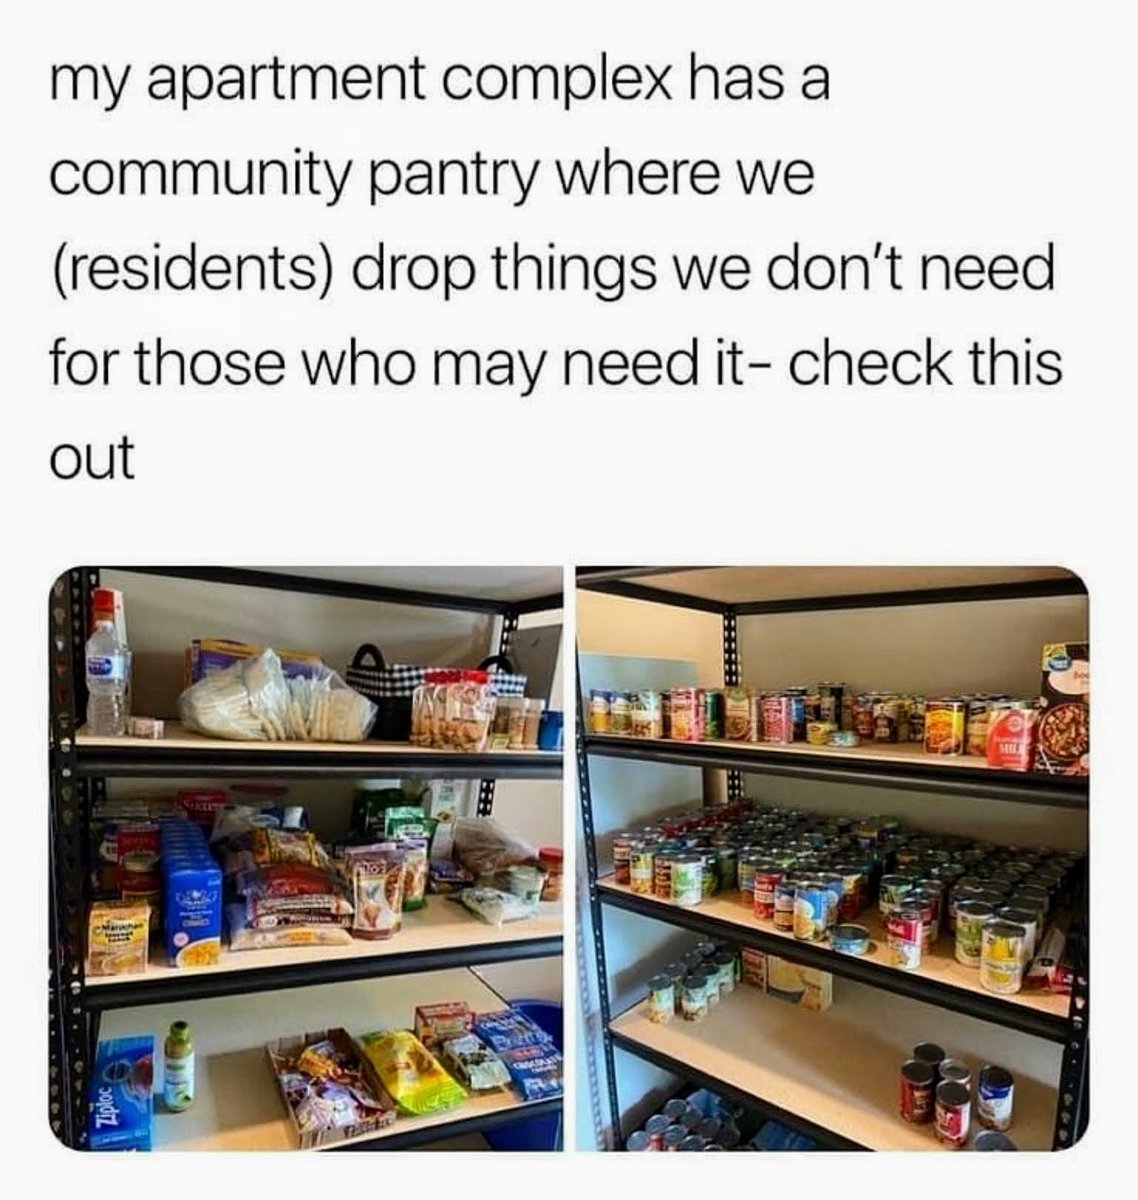 my apartment complex has a
community pantry where we
(residents) drop things we don't need
for those who may need it- check this
out
Maruchan
Ziploc
MILK